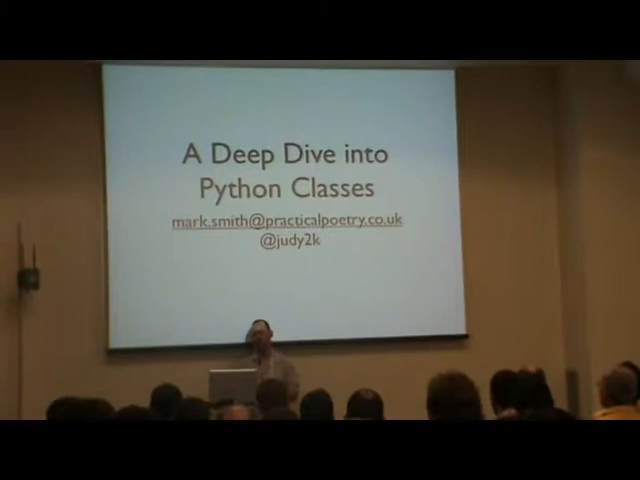 A Deep Dive into
Python Classes
mark.smith@practicalpoetry.co.uk
@judy2k